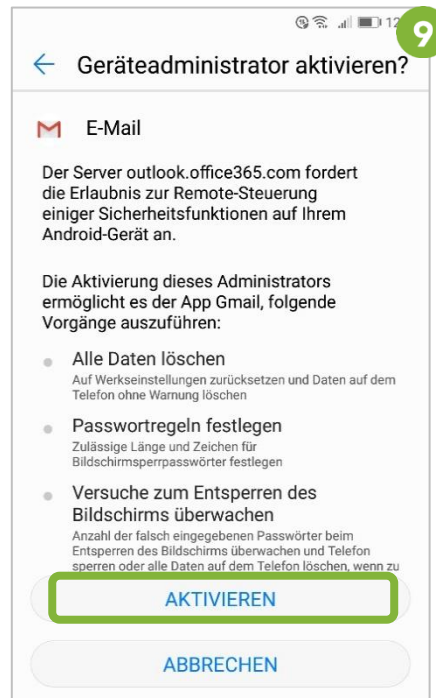 12
9
Geräteadministrator aktivieren?
E-Mail
Der Server outlook.office365.com fordert
die Erlaubnis zur Remote-Steuerung
einiger Sicherheitsfunktionen auf Ihrem
Android-Gerät an.
Die Aktivierung dieses Administrators
ermöglicht es der App Gmail, folgende
Vorgänge auszuführen:
Alle Daten löschen
Auf Werkseinstellungen zurücksetzen und Daten auf dem
Telefon ohne Warnung löschen
Passwortregeln festlegen
Zulässige Länge und Zeichen für
Bildschirmsperrpasswörter festlegen
Versuche zum Entsperren des
Bildschirms überwachen
Anzahl der falsch eingegebenen Passwörter beim
Entsperren des Bildschirms überwachen und Telefon
sperren oder alle Daten auf dem Telefon löschen, wenn zu
AKTIVIEREN
ABBRECHEN